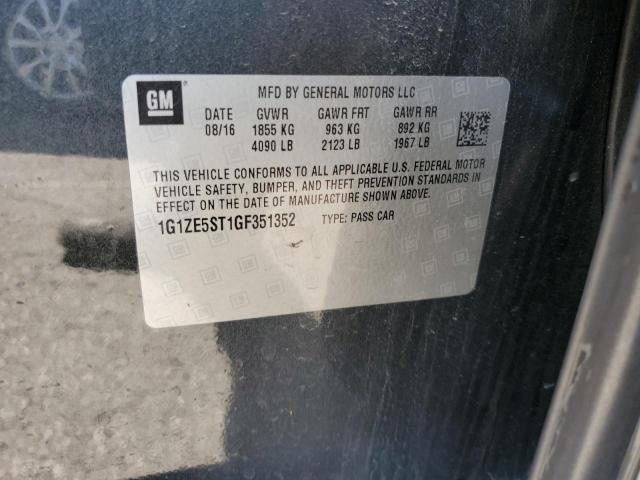 GM
MFD BY GENERAL MOTORS LLC
DATE GVWR GAWR FRT GAWR RR
08/16 1855 KG 963 KG 892 KG
4090 LB 2123 LB 1967 LB
THIS VEHICLE CONFORMS TO ALL APPLICABLE U.S. FEDERAL MOTOR
VEHICLE SAFETY, BUMPER, AND THEFT PREVENTION STANDARDS IN
EFFECT ON THE DATE OF MANUFACTURE SHOWN ABOVE.
1G1ZE5ST1GF351352 TYPE: PASS CAR